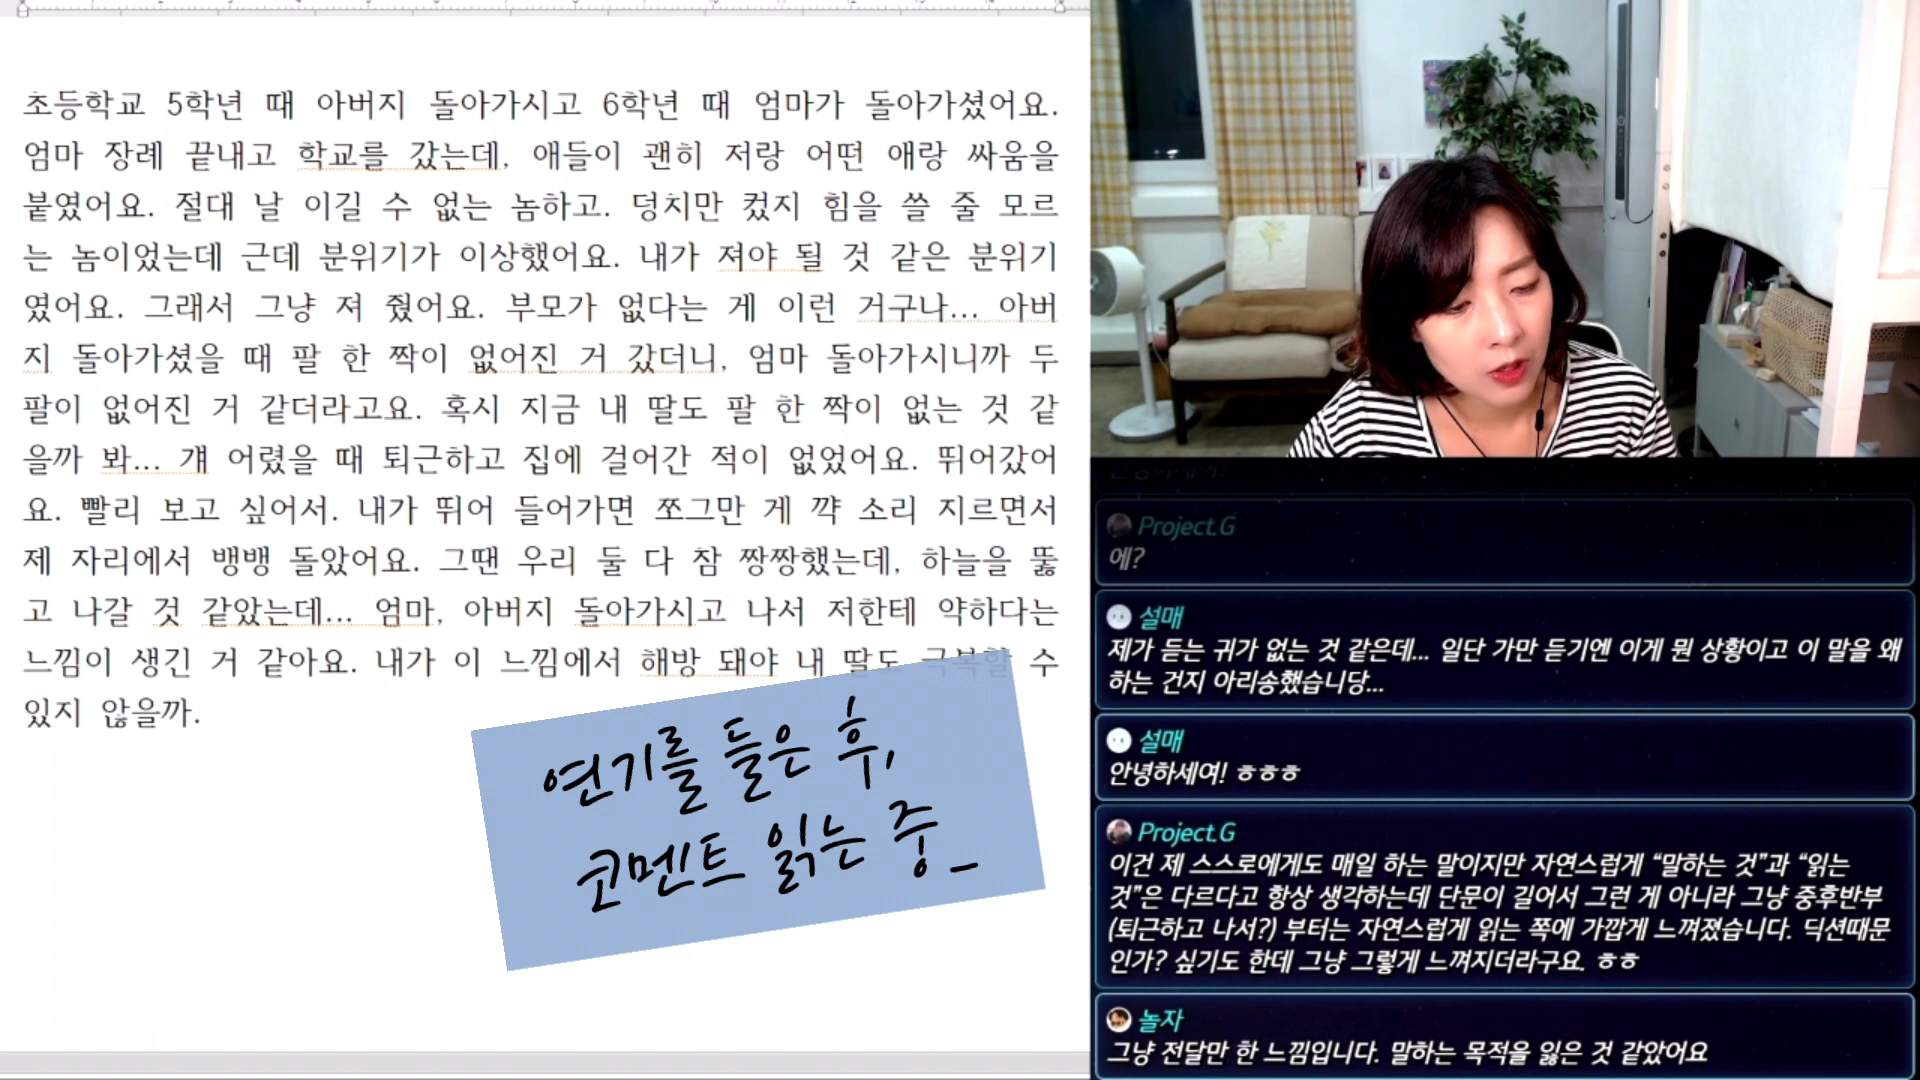 초등학교 5학년 때 아버지 돌아가시고 6학년 때 엄마가 돌아가셨어요.
엄마 장례 끝내고 학교를 갔는데, 애들이 괜히 저랑 어떤 애랑 싸움을
붙였어요. 절대 날 이길 수 없는 놈하고. 덩치만 컸지 힘을 쓸 줄 모르
는 놈이었는데 근데 분위기가 이상했어요. 내가 져야 될 것 같은 분위기
였어요. 그래서 그냥 져 줬어요. 부모가 없다는 게 이런 거구나... 아버
지 돌아가셨을 때 팔 한 짝이 없어진 거 갔더니, 엄마 돌아가시니까 두
팔이 없어진 거 같더라고요. 혹시 지금 내 딸도 팔 한 짝이 없는 것 같
을까 봐... 걔 어렸을 때 퇴근하고 집에 걸어간 적이 없었어요. 뛰어갔어
요. 빨리 보고 싶어서. 내가 뛰어 들어가면 쪼그만 게 꺅 소리 지르면서
제 자리에서 뱅뱅 돌았어요. 그땐 우리 둘 다 참 짱짱했는데, 하늘을 뚫
고 나갈 것 같았는데... 엄마, 아버지 돌아가시고 나서 저한테 약하다는
느낌이 생긴 거 같아요. 내가 이 느낌에서 해방 돼야 내 딸도 극복할 수
있지 않을까.
연기를 들은 후,
코멘트 읽는 중_
Project.G
에?
설매
제가 듣는 귀가 없는 것 같은데... 일단 가만 듣기엔 이게 뭔 상황이고 이 말을 왜
하는 건지 아리송했습니당...
설매
안녕하세여! ㅎㅎㅎ
Project.G
이건 제 스스로에게도 매일 하는 말이지만 자연스럽게 “말하는 것”과 “읽는
것”은 다르다고 항상 생각하는데 단문이 길어서 그런 게 아니라 그냥 중후반부
(퇴근하고 나서?) 부터는 자연스럽게 읽는 쪽에 가깝게 느껴졌습니다. 딕션때문
인가? 싶기도 한데 그냥 그렇게 느껴지더라구요. ㅎㅎ
놀자
그냥 전달만 한 느낌입니다. 말하는 목적을 잃은 것 같았어요